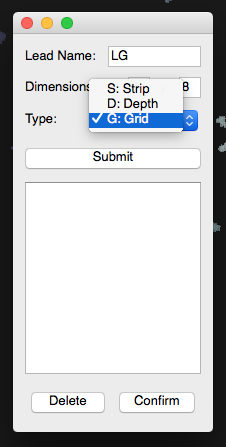 Lead Name: LG
Dimensions 8
S: Strip
D: Depth
Type: ✓ G: Grid
Submit
Delete Confirm